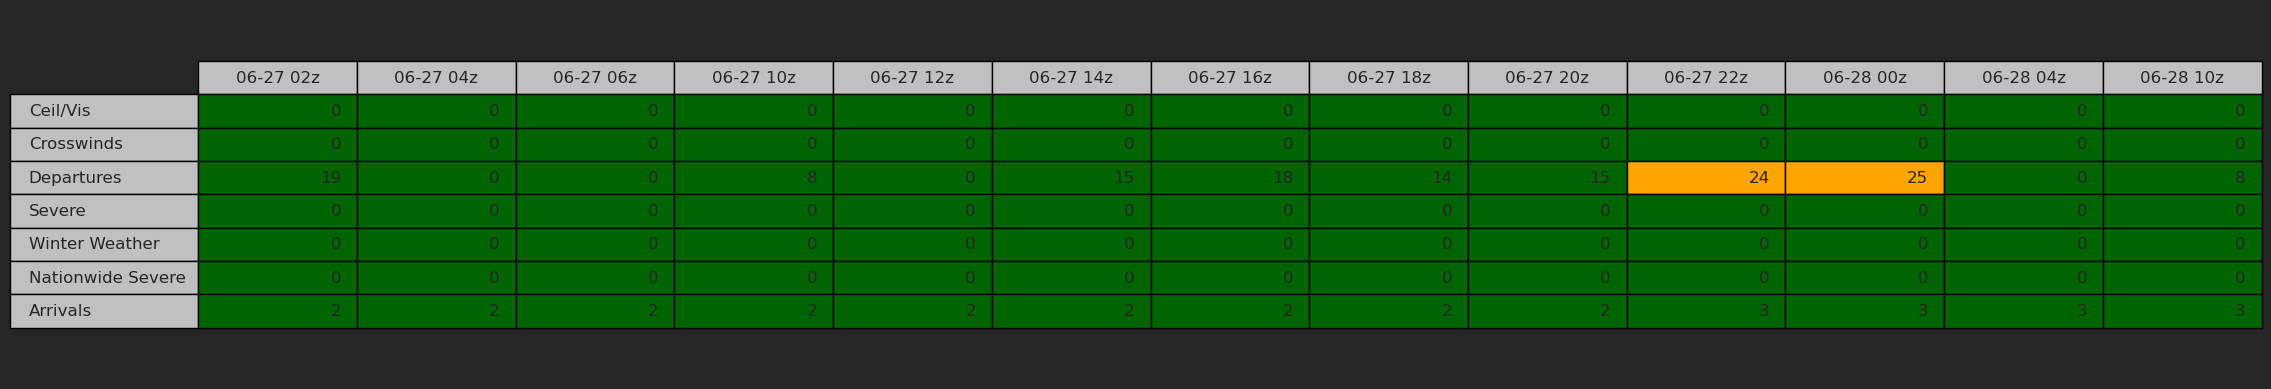 06-27 02z 06-27 04z 06-27 06z 06-27 10z 06-27 12z 06-27 14z 06-27 16z 06-27 18z 06-27 20z 06-27 22z 06-28 00z 06-28 04z 06-28 10z
Ceil/Vis 0 0 0 0 0 0 0 0 0 0 0 0 0
Crosswinds 0 0 0 0 0 0 0 0 0 0 0 0 0
Departures 19 0 0 8 0 15 18 14 15 24 25 0 8
Severe 0 0 0 0 0 0 0 0 0 0 0 0 0
Winter Weather 0 0 0 0 0 0 0 0 0 0 0 0 0
Nationwide Severe 0 0 0 0 0 0 0 0 0 0 0 0 0
Arrivals 2 2 2 2 2 2 2 2 2 3 3 3 3